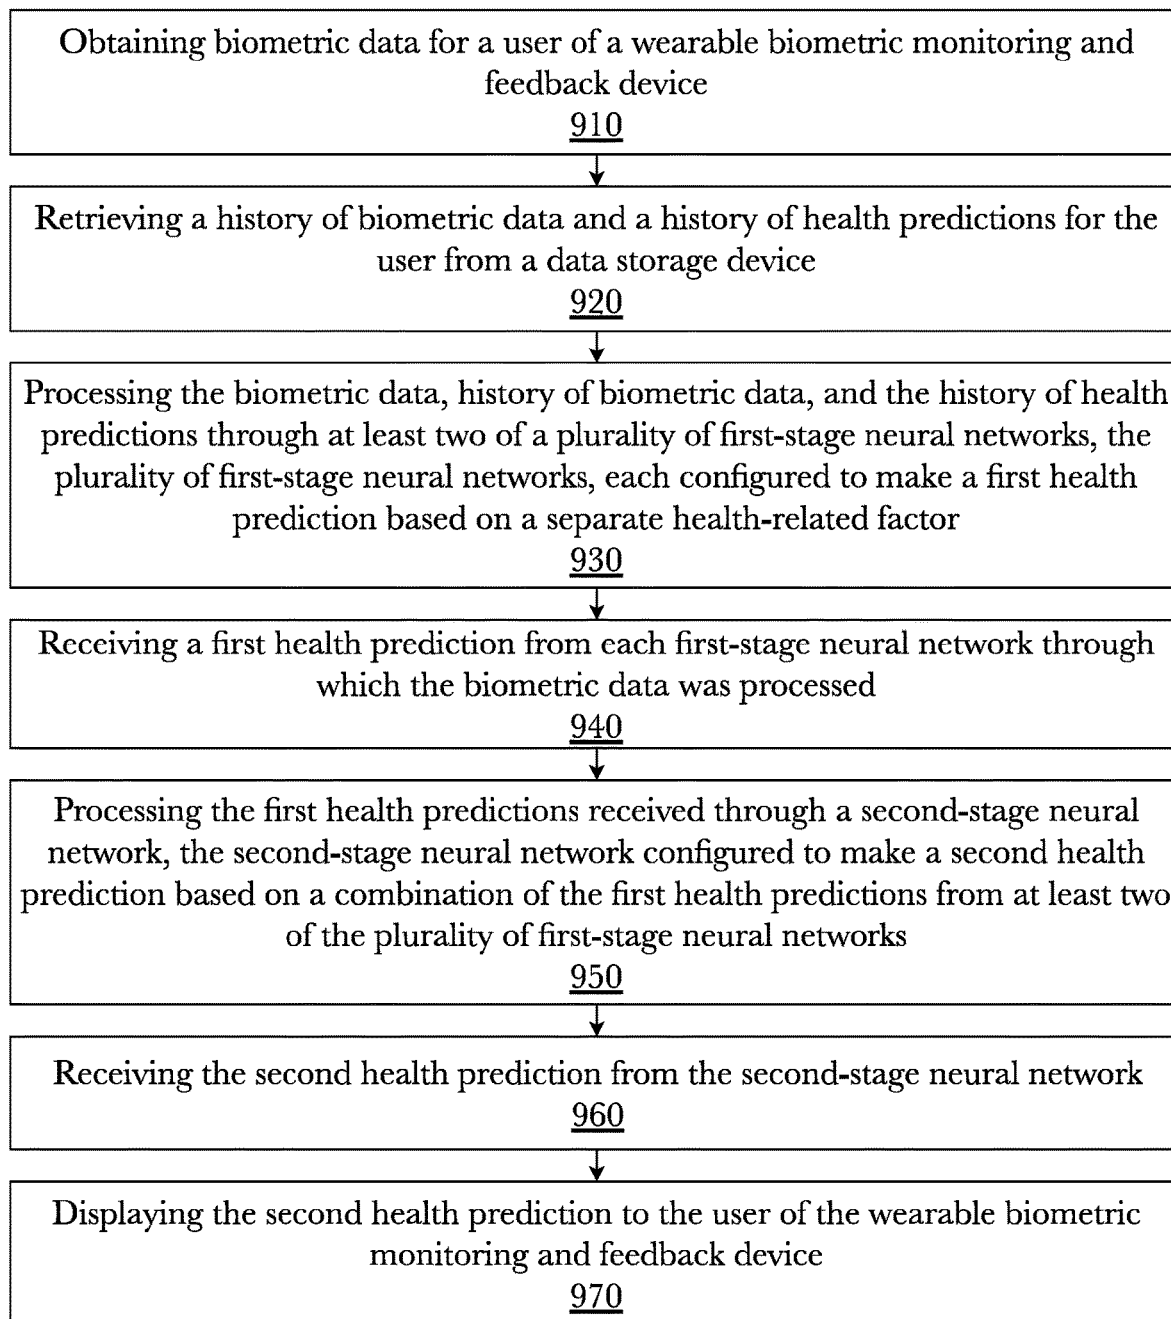 Obtaining biometric data for a user of a wearable biometric monitoring and
feedback device
910
Retrieving a history of biometric data and a history of health predictions for the
user from a data storage device
920
Processing the biometric data, history of biometric data, and the history of health
predictions through at least two of a plurality of first-stage neural networks, the
plurality of first-stage neural networks, each configured to make a first health
prediction based on a separate health-related factor
930
Receiving a first health prediction from each first-stage neural network through
which the biometric data was processed
940
Processing the first health predictions received through a second-stage neural
network, the second-stage neural network configured to make a second health
prediction based on a combination of the first health predictions from at least two
of the plurality of first-stage neural networks
950
Receiving the second health prediction from the second-stage neural network
960
Displaying the second health prediction to the user of the wearable biometric
monitoring and feedback device
970